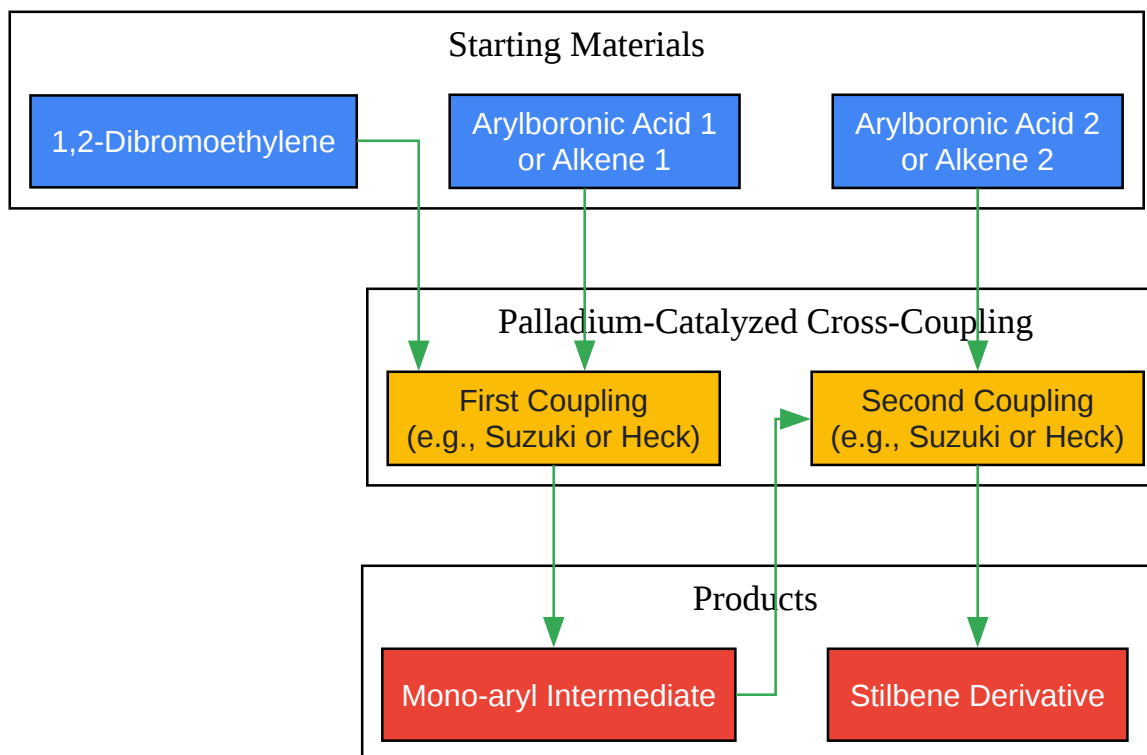 Starting Materials
1,2-Dibromoethylene
Arylboronic Acid 1
or Alkene 1
Arylboronic Acid 2
or Alkene 2
Palladium-Catalyzed Cross-Coupling
First Coupling
(e.g., Suzuki or Heck)
Second Coupling
(e.g., Suzuki or Heck)
Products
Mono-aryl Intermediate
Stilbene Derivative